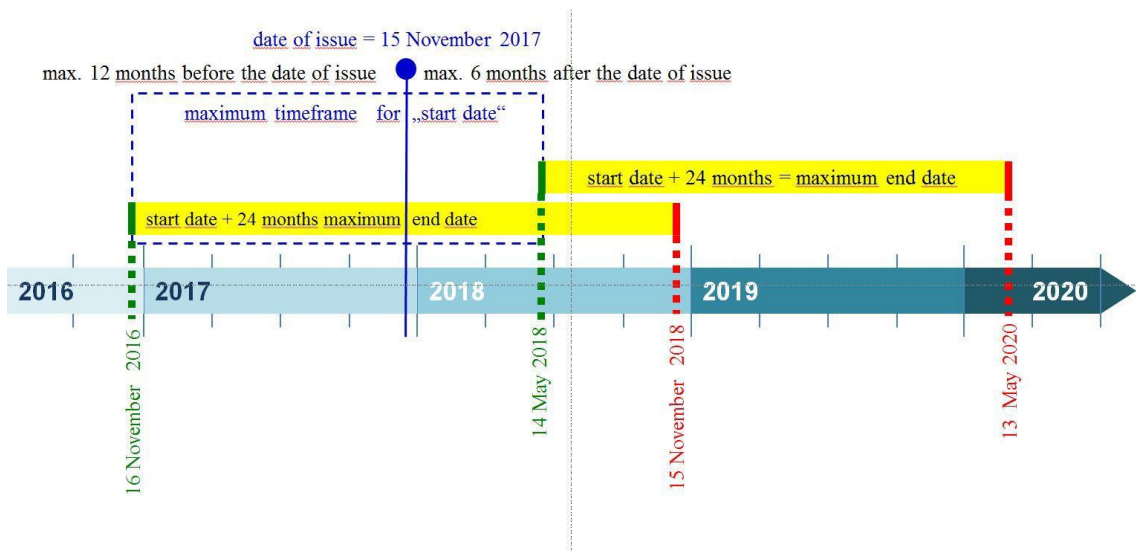 date of issue = 15 November 2017
max. 12 months before the date of issue
max. 6 months after the date of issue
maximum timeframe for „start date“
start date + 24 months = maximum end date
start date + 24 months maximum end date
2016
2017
2018
2019
2020
16 November 2016
14 May 2018
15 November 2018
13 May 2020